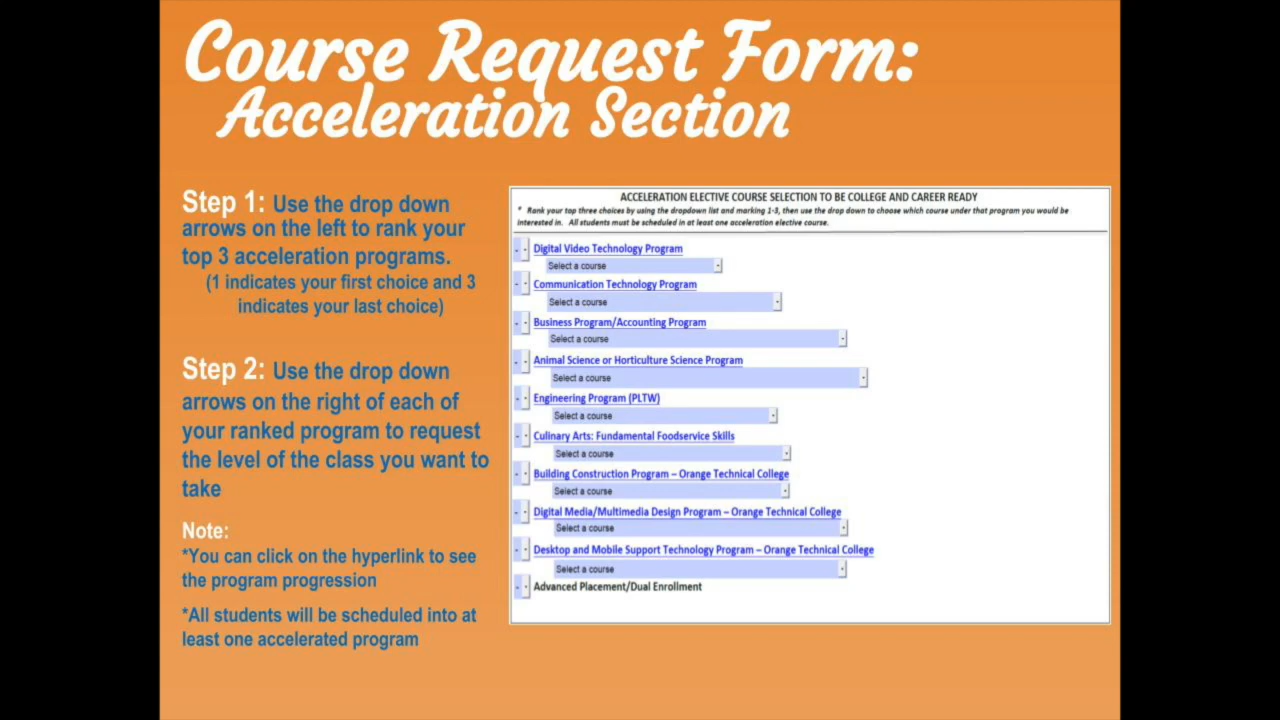 Course Request Form:
Acceleration Section
Step 1: Use the drop down
arrows on the left to rank your
top 3 acceleration programs.
(1 indicates your first choice and 3
indicates your last choice)
Step 2: Use the drop down
arrows on the right of each of
your ranked program to request
the level of the class you want to
take
Note:
*You can click on the hyperlink to see
the program progression
*All students will be scheduled into at
least one accelerated program
ACCELERATION ELECTIVE COURSE SELECTION TO BE COLLEGE AND CAREER READY
* Rank your top three choices by using the dropdown list and marking 1-3, then use the drop down to choose which course under that program you would be
interested in. All students must be scheduled in at least one acceleration elective course.
Digital Video Technology Program
Select a course
Communication Technology Program
Select a course
Business Program/Accounting Program
Select a course
Animal Science or Horticulture Science Program
Select a course
Engineering Program (PLTW)
Select a course
Culinary Arts: Fundamental Foodservice Skills
Select a course
Building Construction Program – Orange Technical College
Select a course
Digital Media/Multimedia Design Program – Orange Technical College
Select a course
Desktop and Mobile Support Technology Program – Orange Technical College
Select a course
Advanced Placement/Dual Enrollment